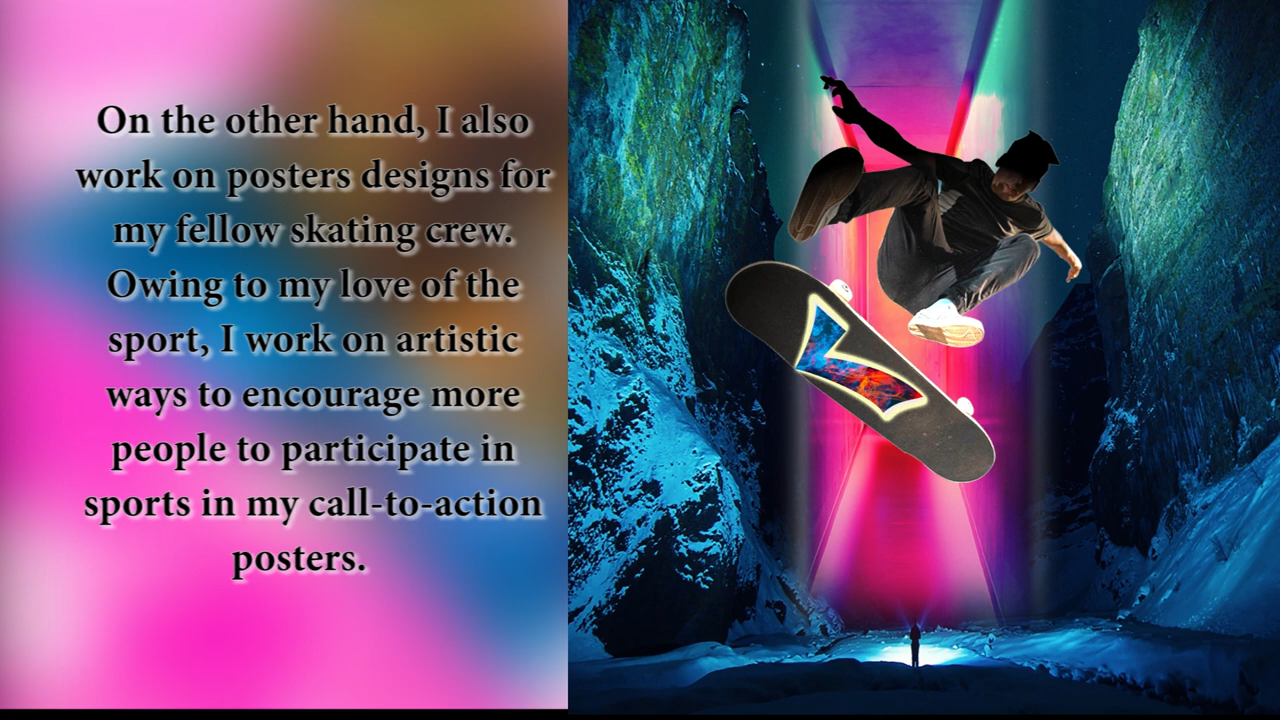 On the other hand, I also
work on posters designs for
my fellow skating crew.
Owing to my love of the
sport, I work on artistic
ways to encourage more
people to participate in
sports in my call-to-action
posters.